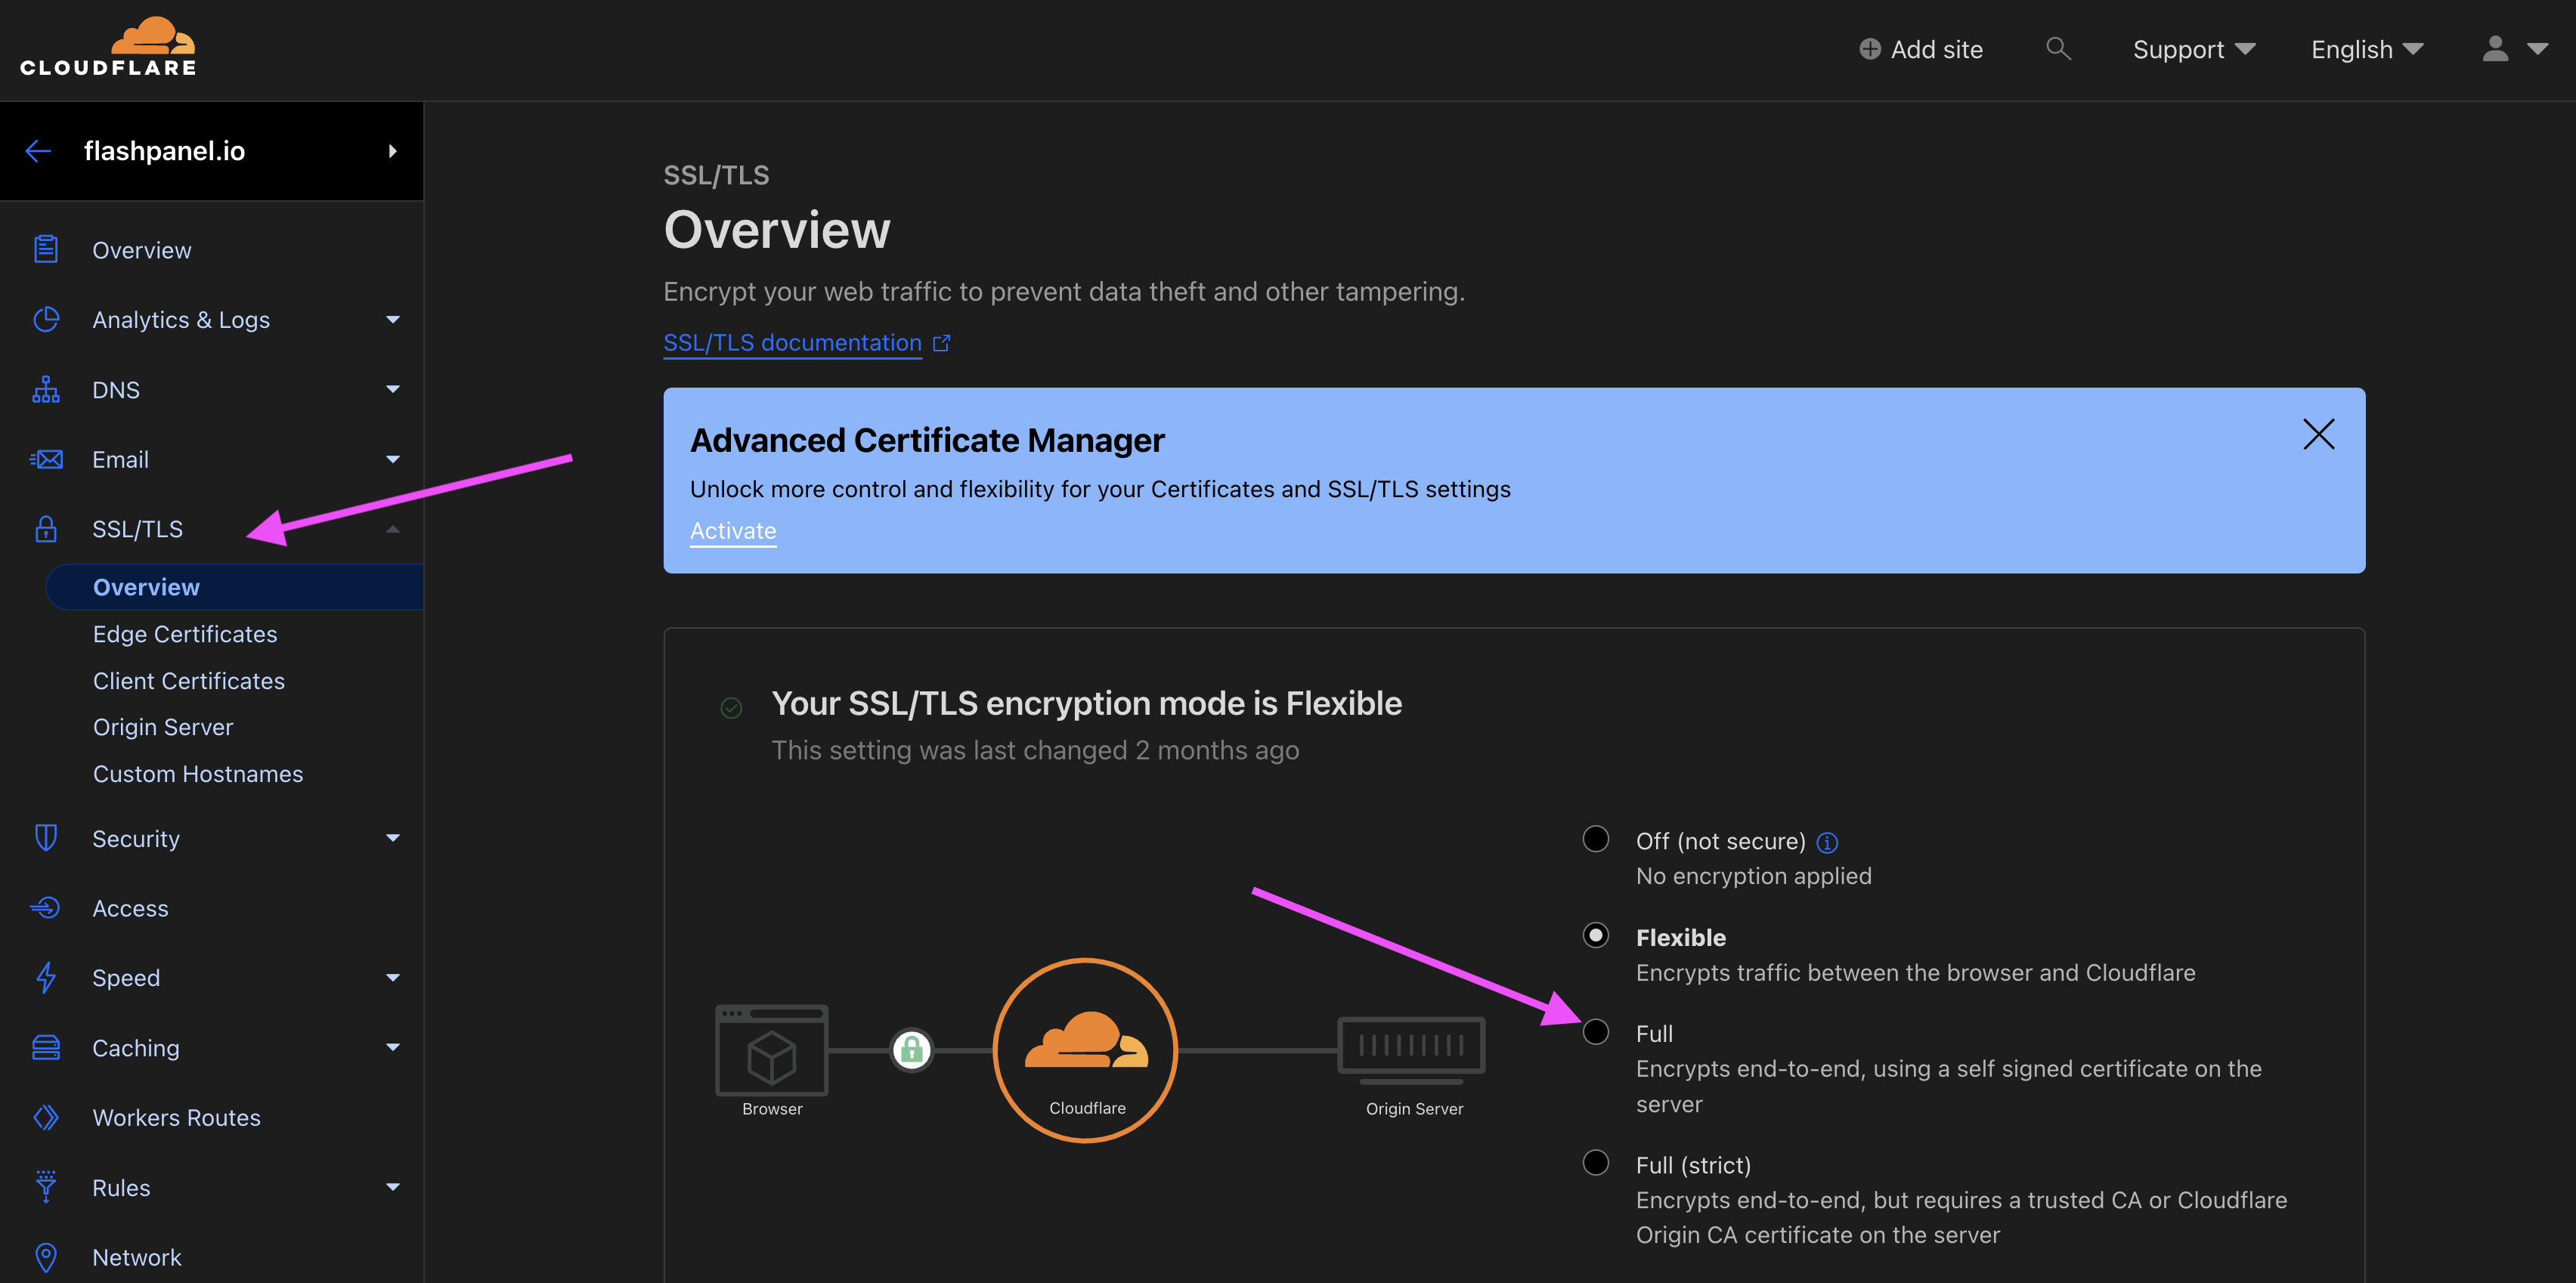 CLOUDFLARE
Add site
Support
English
flashpanel.io
Overview
Analytics & Logs
DNS
Email
SSL/TLS
Overview
Edge Certificates
Client Certificates
Origin Server
Custom Hostnames
Security
Access
Speed
Caching
Workers Routes
Rules
Network
SSL/TLS
Overview
Encrypt your web traffic to prevent data theft and other tampering.
SSL/TLS documentation
Advanced Certificate Manager
Unlock more control and flexibility for your Certificates and SSL/TLS settings
Activate
Your SSL/TLS encryption mode is Flexible
This setting was last changed 2 months ago
Browser
Cloudflare
Origin Server
Off (not secure)
No encryption applied
Flexible
Encrypts traffic between the browser and Cloudflare
Full
Encrypts end-to-end, using a self signed certificate on the
server
Full (strict)
Encrypts end-to-end, but requires a trusted CA or Cloudflare
Origin CA certificate on the server